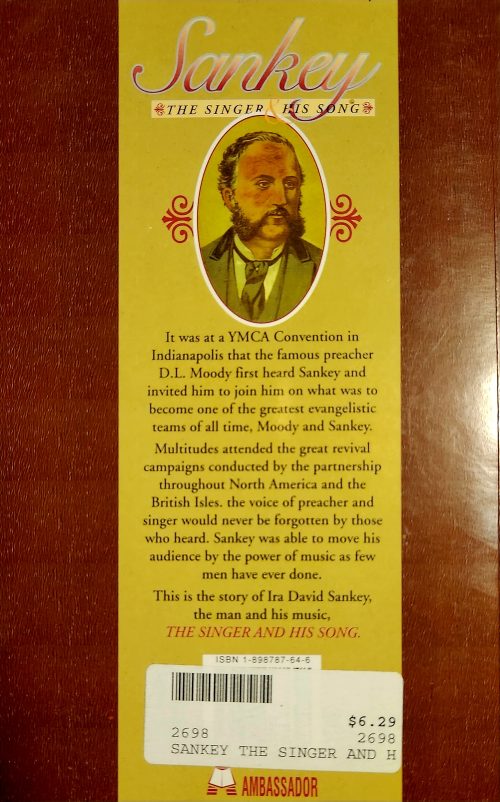 Sankey
THE SINGER & HIS SONG
It was at a YMCA Convention in
Indianapolis that the famous preacher
D.L. Moody first heard Sankey and
invited him to join him on what was to
become one of the greatest evangelistic
teams of all time, Moody and Sankey.
Multitudes attended the great revival
campaigns conducted by the partnership
throughout North America and the
British Isles. the voice of preacher and
singer would never be forgotten by those
who heard. Sankey was able to move his
audience by the power of music as few
men have ever done.
This is the story of Ira David Sankey,
the man and his music,
THE SINGER AND HIS SONG.
ISBN 1-898787-64-6
$6.29
2698 2698
SANKEY THE SINGER AND H
AMBASSADOR